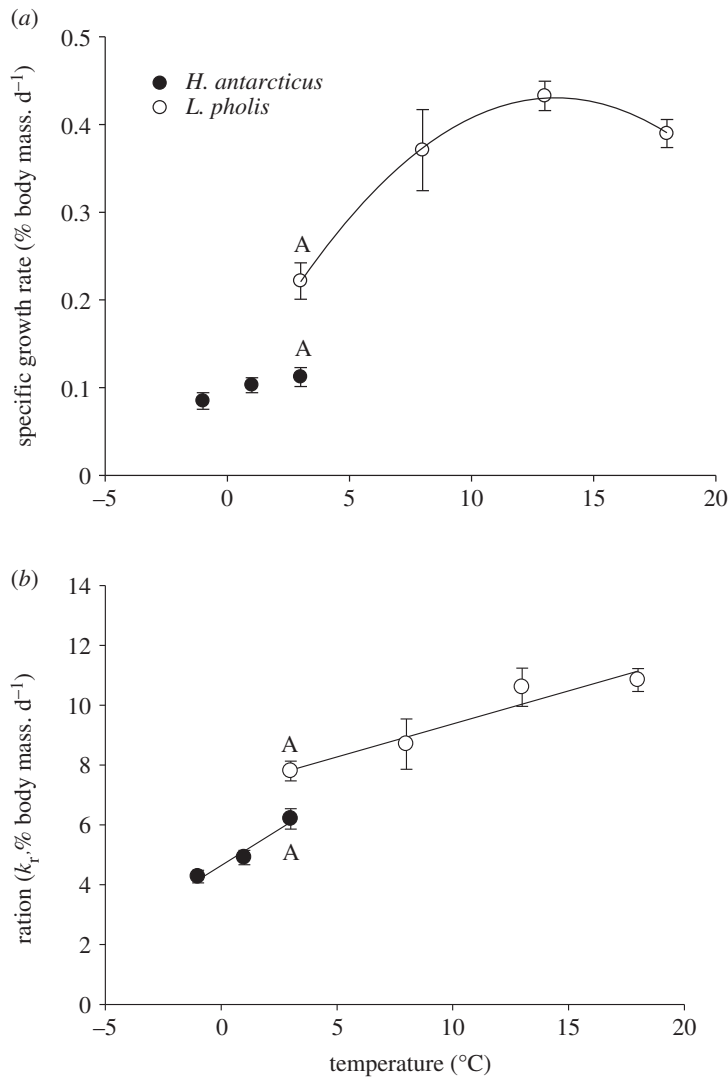 (a)
0.5
H. antarcticus
L. pholis
0.4
0.3
0.2
0.1
0
A
A
specific growth rate (% body mass. d⁻¹)
–5
0
5
10
15
20
(b)
14
12
10
8
6
4
2
0
A
A
ration (kᵣ,% body mass. d⁻¹)
–5
0
5
10
15
20
temperature (°C)